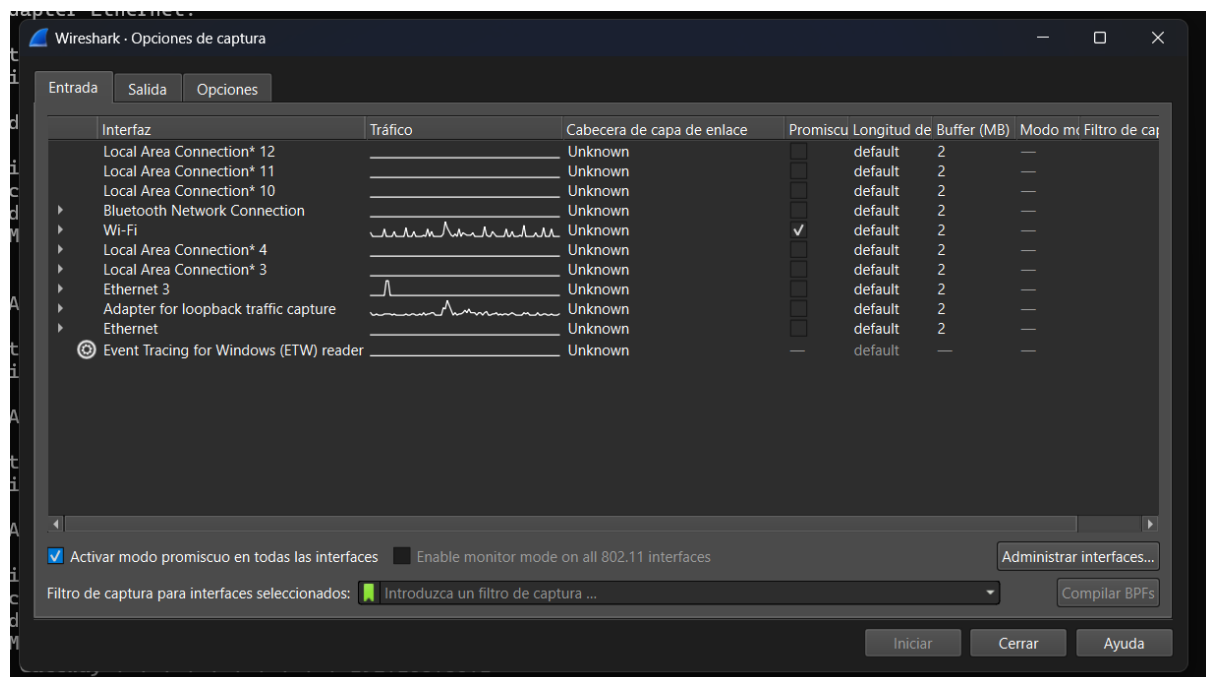 Wireshark · Opciones de captura
Entrada Salida Opciones
Interfaz Tráfico Cabecera de capa de enlace Promiscu Longitud de Buffer (MB) Modo mo Filtro de cap
Local Area Connection* 12 Unknown default 2 —
Local Area Connection* 11 Unknown default 2 —
Local Area Connection* 10 Unknown default 2 —
Bluetooth Network Connection Unknown default 2 —
Wi-Fi Unknown default 2 —
Local Area Connection* 4 Unknown default 2 —
Local Area Connection* 3 Unknown default 2 —
Ethernet 3 Unknown default 2 —
Adapter for loopback traffic capture Unknown default 2 —
Ethernet Unknown default 2 —
Event Tracing for Windows (ETW) reader Unknown — default — —
Activar modo promiscuo en todas las interfaces Enable monitor mode on all 802.11 interfaces Administrar interfaces...
Filtro de captura para interfaces seleccionados: Introduzca un filtro de captura ... Compilar BPFs
Iniciar Cerrar Ayuda